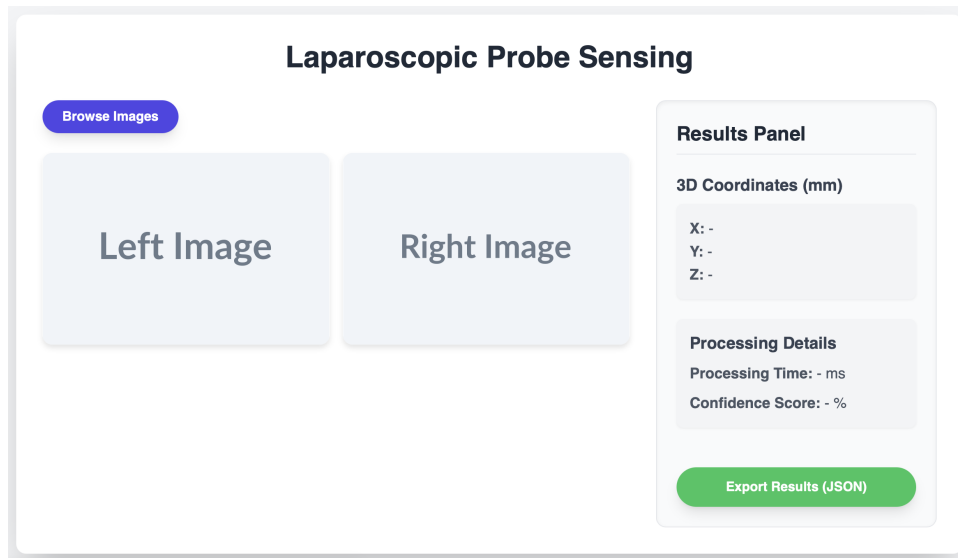 Laparoscopic Probe Sensing
Browse Images
Left Image
Right Image
Results Panel
3D Coordinates (mm)
X: -
Y: -
Z: -
Processing Details
Processing Time: - ms
Confidence Score: - %
Export Results (JSON)